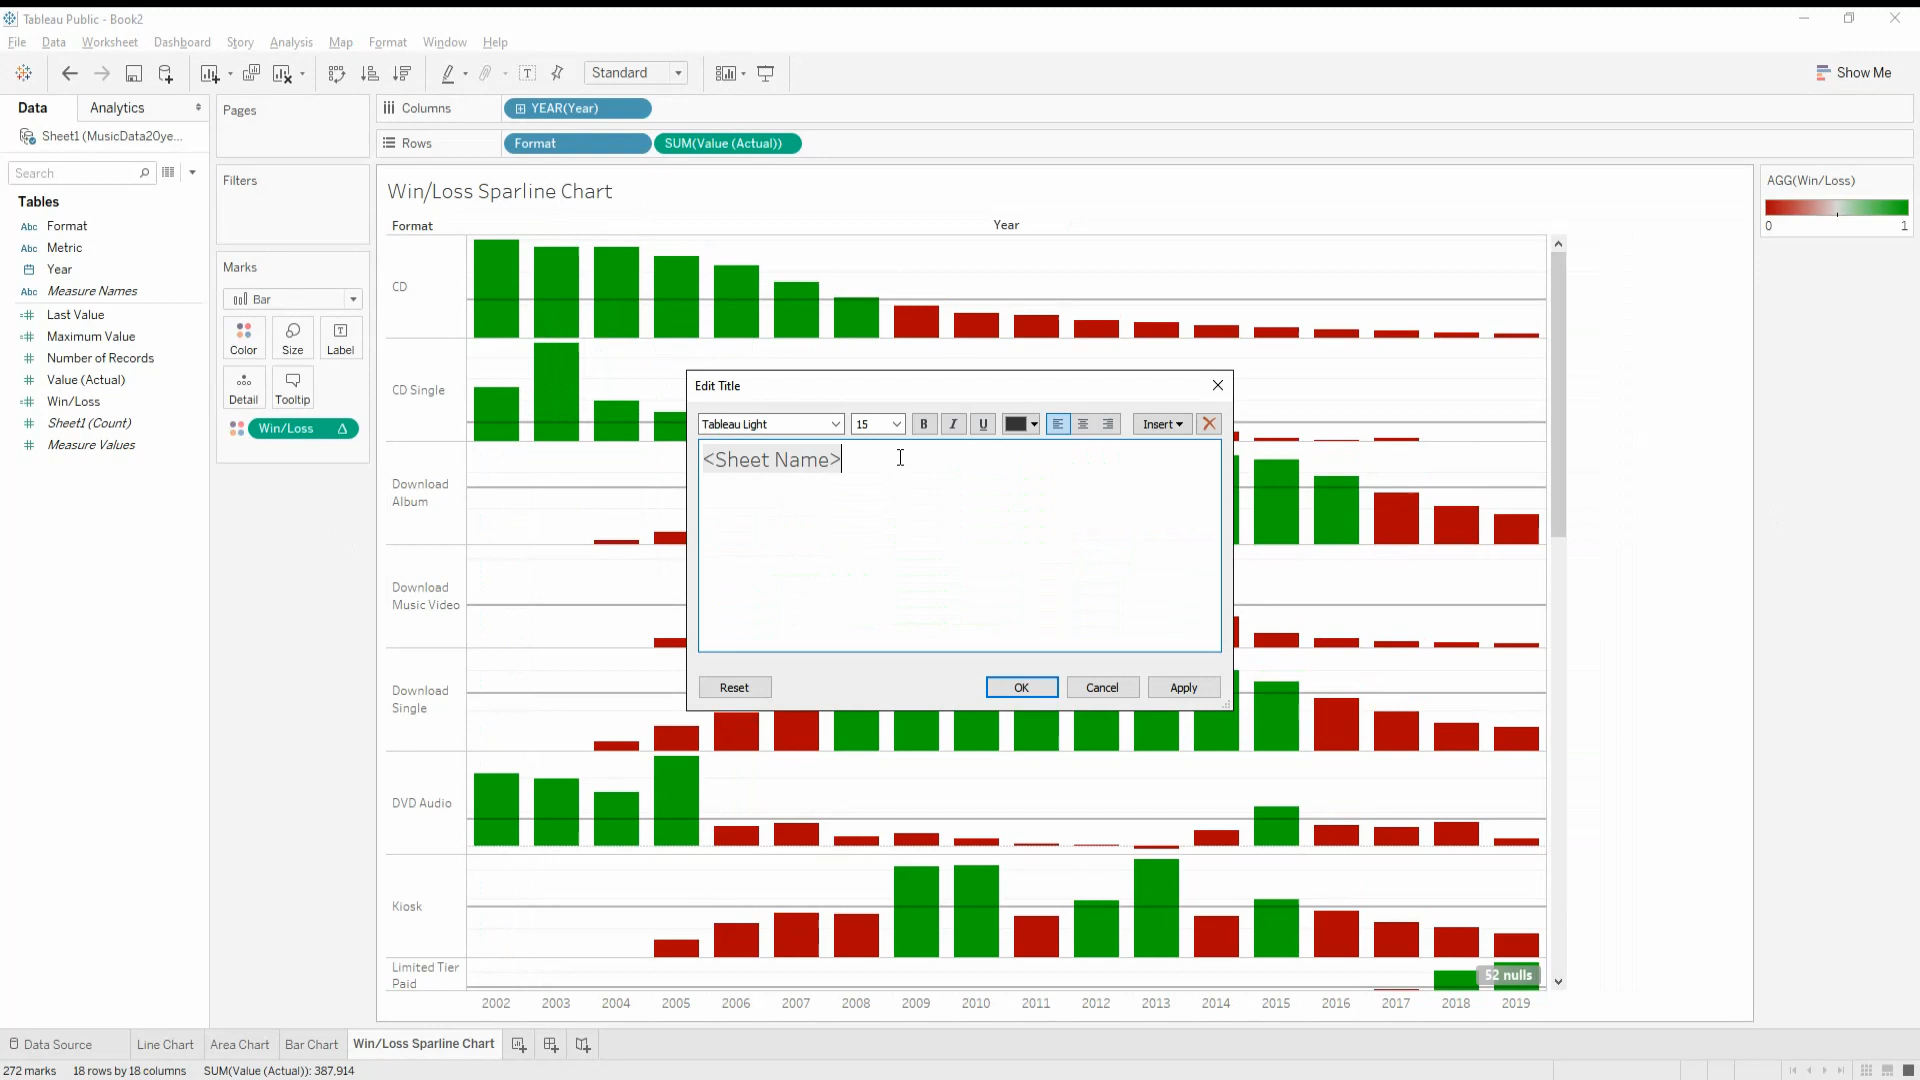 Tableau Public - Book2
File Data Worksheet Dashboard Story Analysis Map Format Window Help
Standard
Show Me
Data Analytics
Pages
Columns YEAR(Year)
Sheet1 (MusicData20ye...
Rows Format SUM(Value (Actual))
Search
Filters
Tables
Abc Format
Abc Metric
Year
Abc Measure Names
Last Value
Maximum Value
Number of Records
Value (Actual)
Win/Loss
Sheet1 (Count)
Measure Values
Marks
Bar
Color Size Label
Detail Tooltip
Win/Loss
Win/Loss Sparline Chart
Format Year
CD
CD Single
Download
Album
Download
Music Video
Download
Single
DVD Audio
Kiosk
Limited Tier
Paid
52 nulls
2002 2003 2004 2005 2006 2007 2008 2009 2010 2011 2012 2013 2014 2015 2016 2017 2018 2019
AGG(Win/Loss)
0 1
Edit Title
Tableau Light 15 B I U Insert
<Sheet Name>
Reset OK Cancel Apply
Data Source Line Chart Area Chart Bar Chart Win/Loss Sparline Chart
272 marks 18 rows by 18 columns SUM(Value (Actual)): 387,914